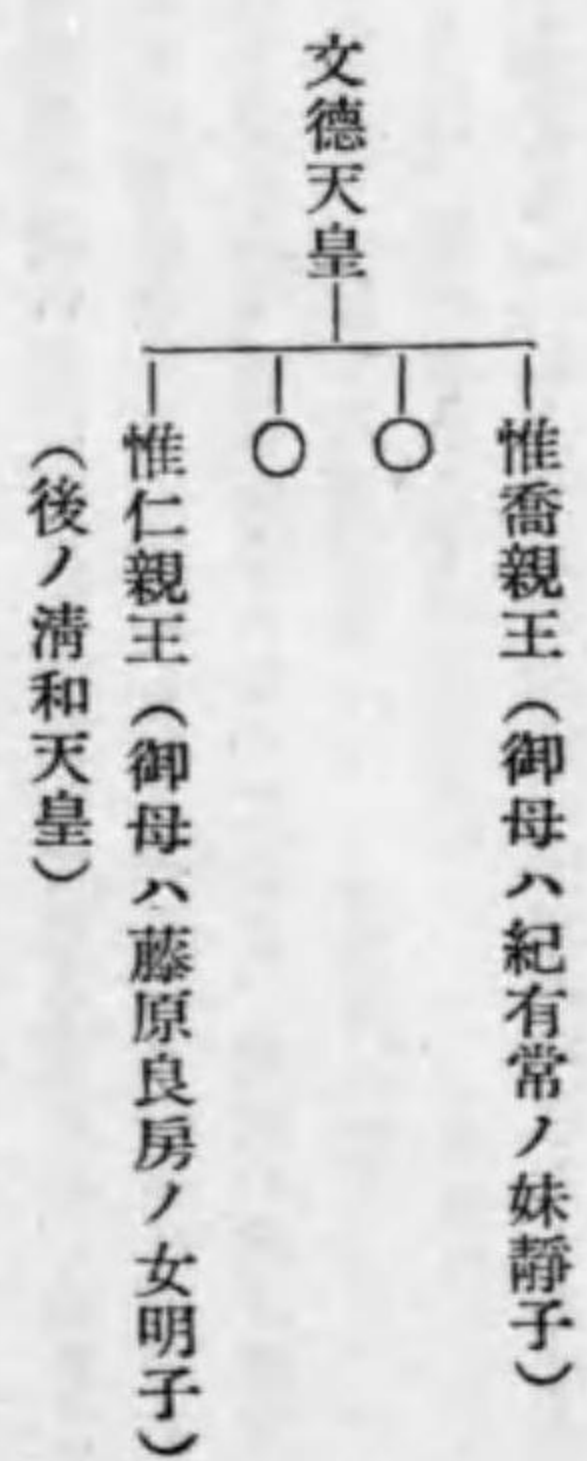 文德天皇
惟喬親王（御母ハ紀有常ノ妹靜子）
○
○
惟仁親王（御母ハ藤原良房ノ女明子）
（後ノ清和天皇）